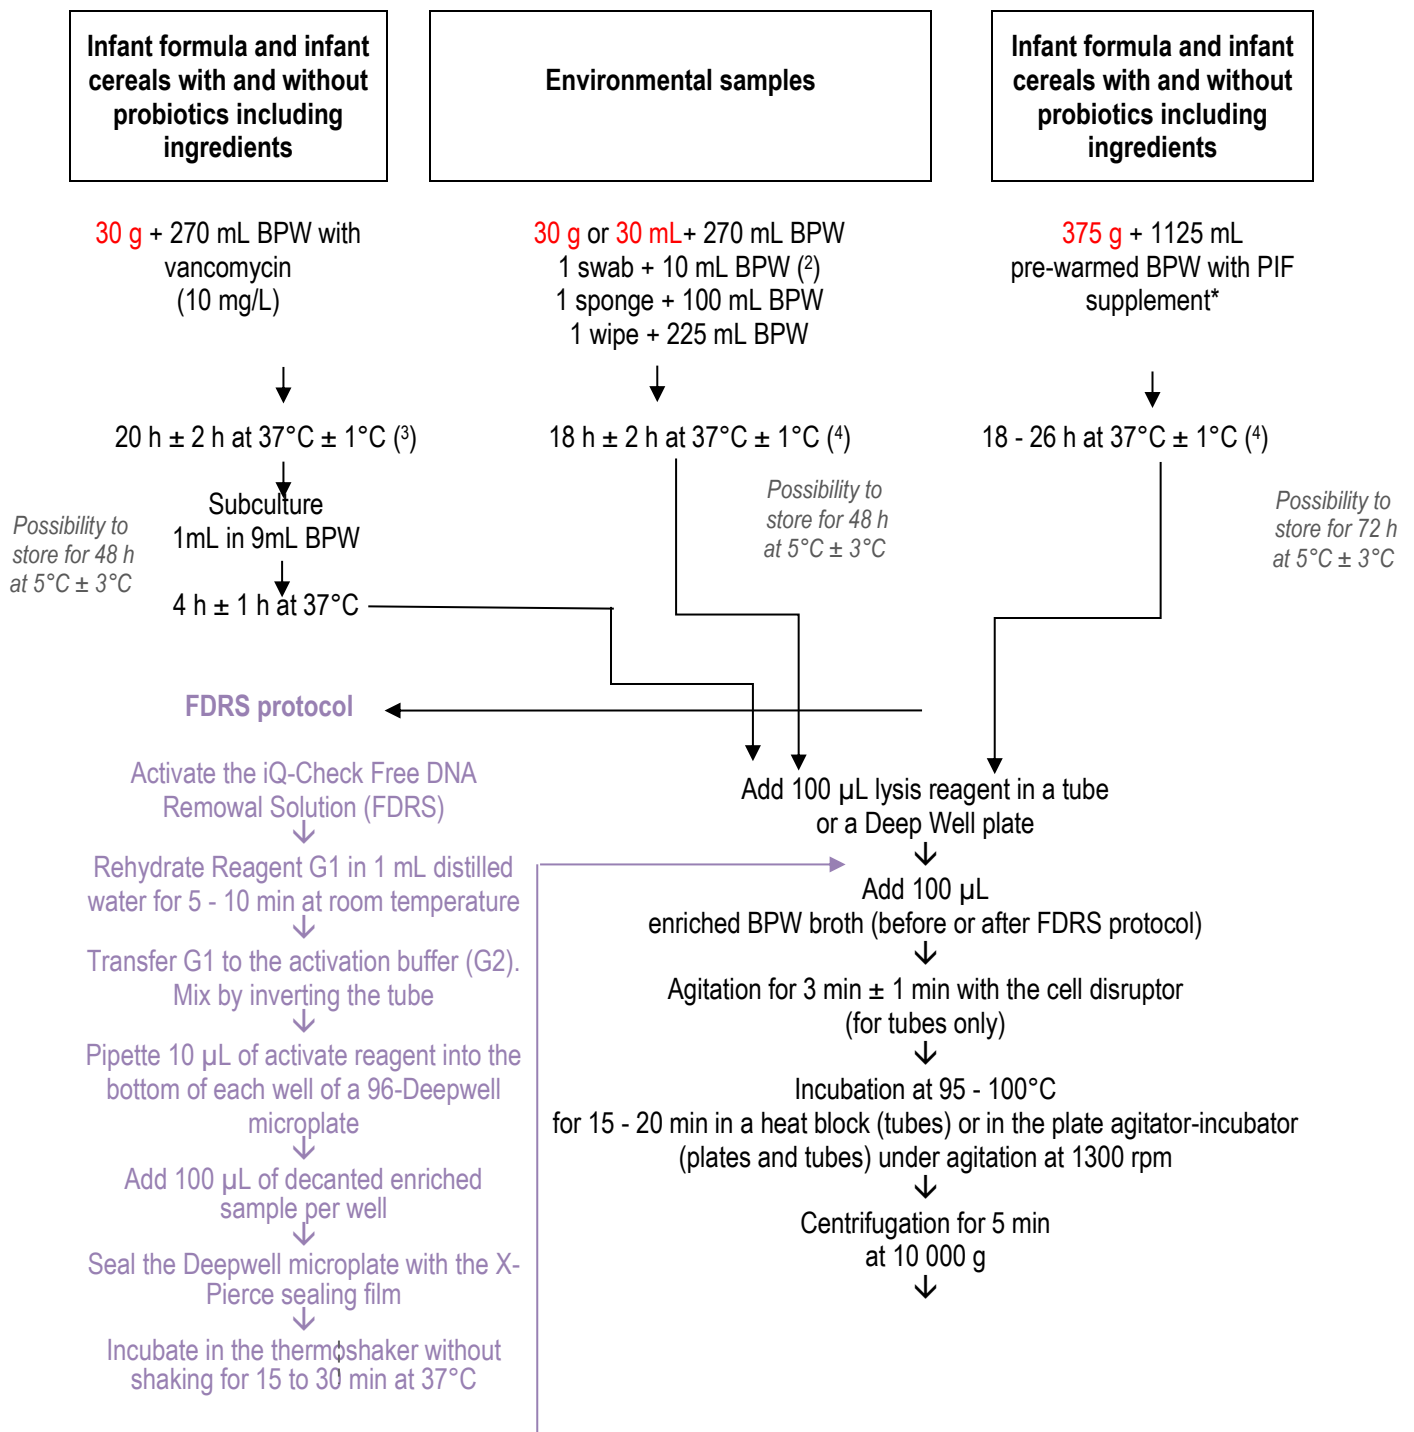 Infant formula and infant
cereals with and without
probiotics including
ingredients
Environmental samples
Infant formula and infant
cereals with and without
probiotics including
ingredients
30 g + 270 mL BPW with
vancomycin
(10 mg/L)
30 g or 30 mL+ 270 mL BPW
1 swab + 10 mL BPW (²)
1 sponge + 100 mL BPW
1 wipe + 225 mL BPW
375 g + 1125 mL
pre-warmed BPW with PIF
supplement*
20 h ± 2 h at 37°C ± 1°C (³)
18 h ± 2 h at 37°C ± 1°C (⁴)
18 - 26 h at 37°C ± 1°C (⁴)
Subculture
1mL in 9mL BPW
Possibility to
store for 48 h
at 5°C ± 3°C
Possibility to
store for 48 h
at 5°C ± 3°C
Possibility to
store for 72 h
at 5°C ± 3°C
4 h ± 1 h at 37°C
FDRS protocol
Activate the iQ-Check Free DNA
Remowal Solution (FDRS)
Rehydrate Reagent G1 in 1 mL distilled
water for 5 - 10 min at room temperature
Transfer G1 to the activation buffer (G2).
Mix by inverting the tube
Pipette 10 µL of activate reagent into the
bottom of each well of a 96-Deepwell
microplate
Add 100 µL of decanted enriched
sample per well
Seal the Deepwell microplate with the X-
Pierce sealing film
Incubate in the thermoshaker without
shaking for 15 to 30 min at 37°C
Add 100 µL lysis reagent in a tube
or a Deep Well plate
Add 100 µL
enriched BPW broth (before or after FDRS protocol)
Agitation for 3 min ± 1 min with the cell disruptor
(for tubes only)
Incubation at 95 - 100°C
for 15 - 20 min in a heat block (tubes) or in the plate agitator-incubator
(plates and tubes) under agitation at 1300 rpm
Centrifugation for 5 min
at 10 000 g